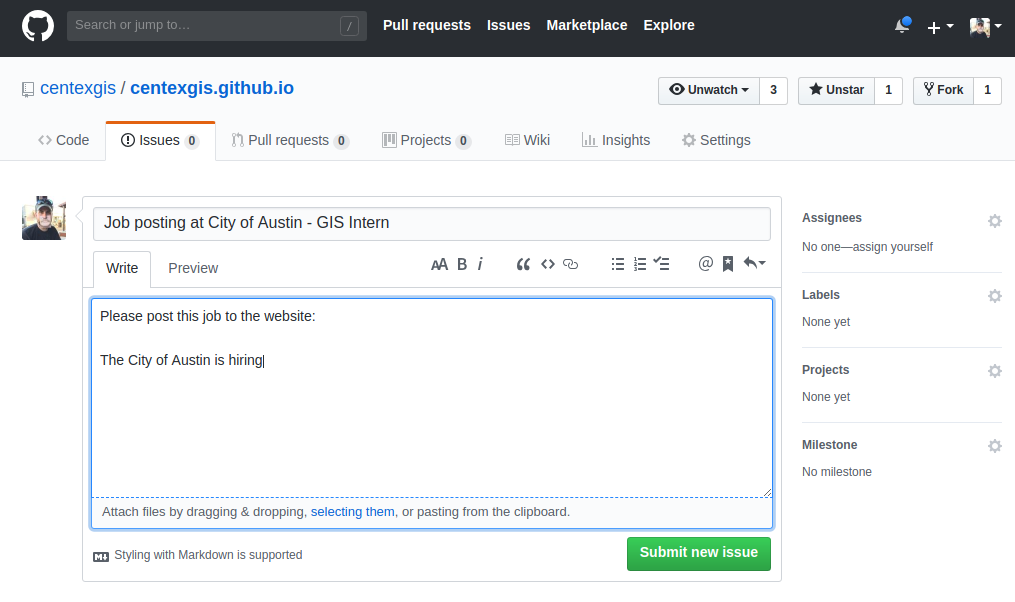 Search or jump to… /
Pull requests Issues Marketplace Explore
centexgis / centexgis.github.io
Unwatch 3 Unstar 1 Fork 1
Code Issues 0 Pull requests 0 Projects 0 Wiki Insights Settings
Job posting at City of Austin - GIS Intern
Write Preview
AA B i @
Please post this job to the website:
The City of Austin is hiring
Attach files by dragging & dropping, selecting them, or pasting from the clipboard.
Styling with Markdown is supported
Submit new issue
Assignees
No one—assign yourself
Labels
None yet
Projects
None yet
Milestone
No milestone